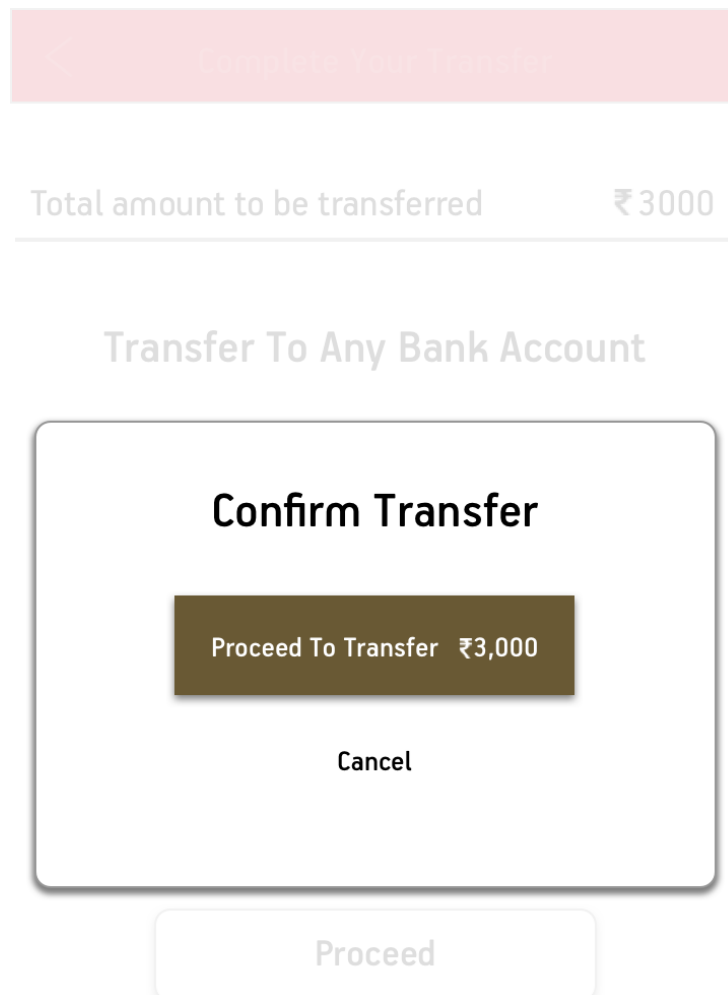 Complete Your Transfer
Total amount to be transferred ₹3000
Transfer To Any Bank Account
Confirm Transfer
Proceed To Transfer ₹3,000
Cancel
Proceed